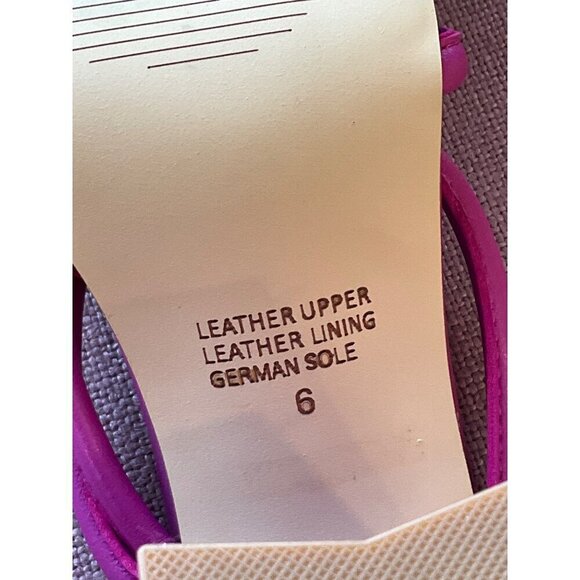 LEATHER UPPER
LEATHER LINING
GERMAN SOLE
6